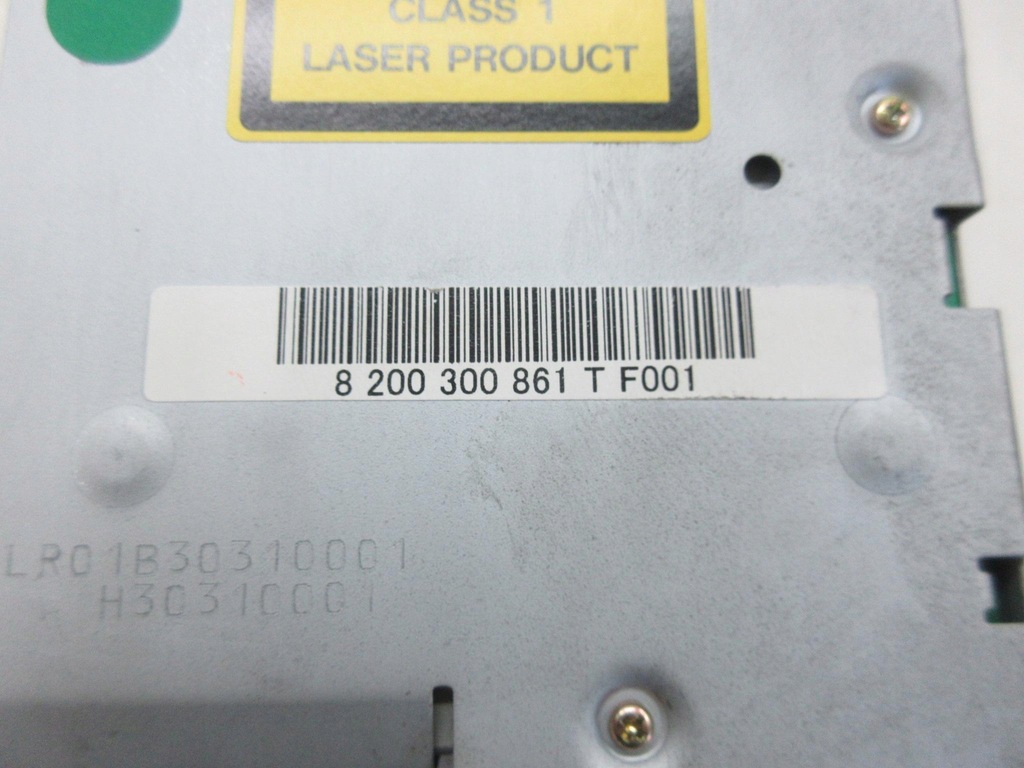 CLASS 1
LASER PRODUCT
8 200 300 861 T F001
LR01B30310001
H30310001